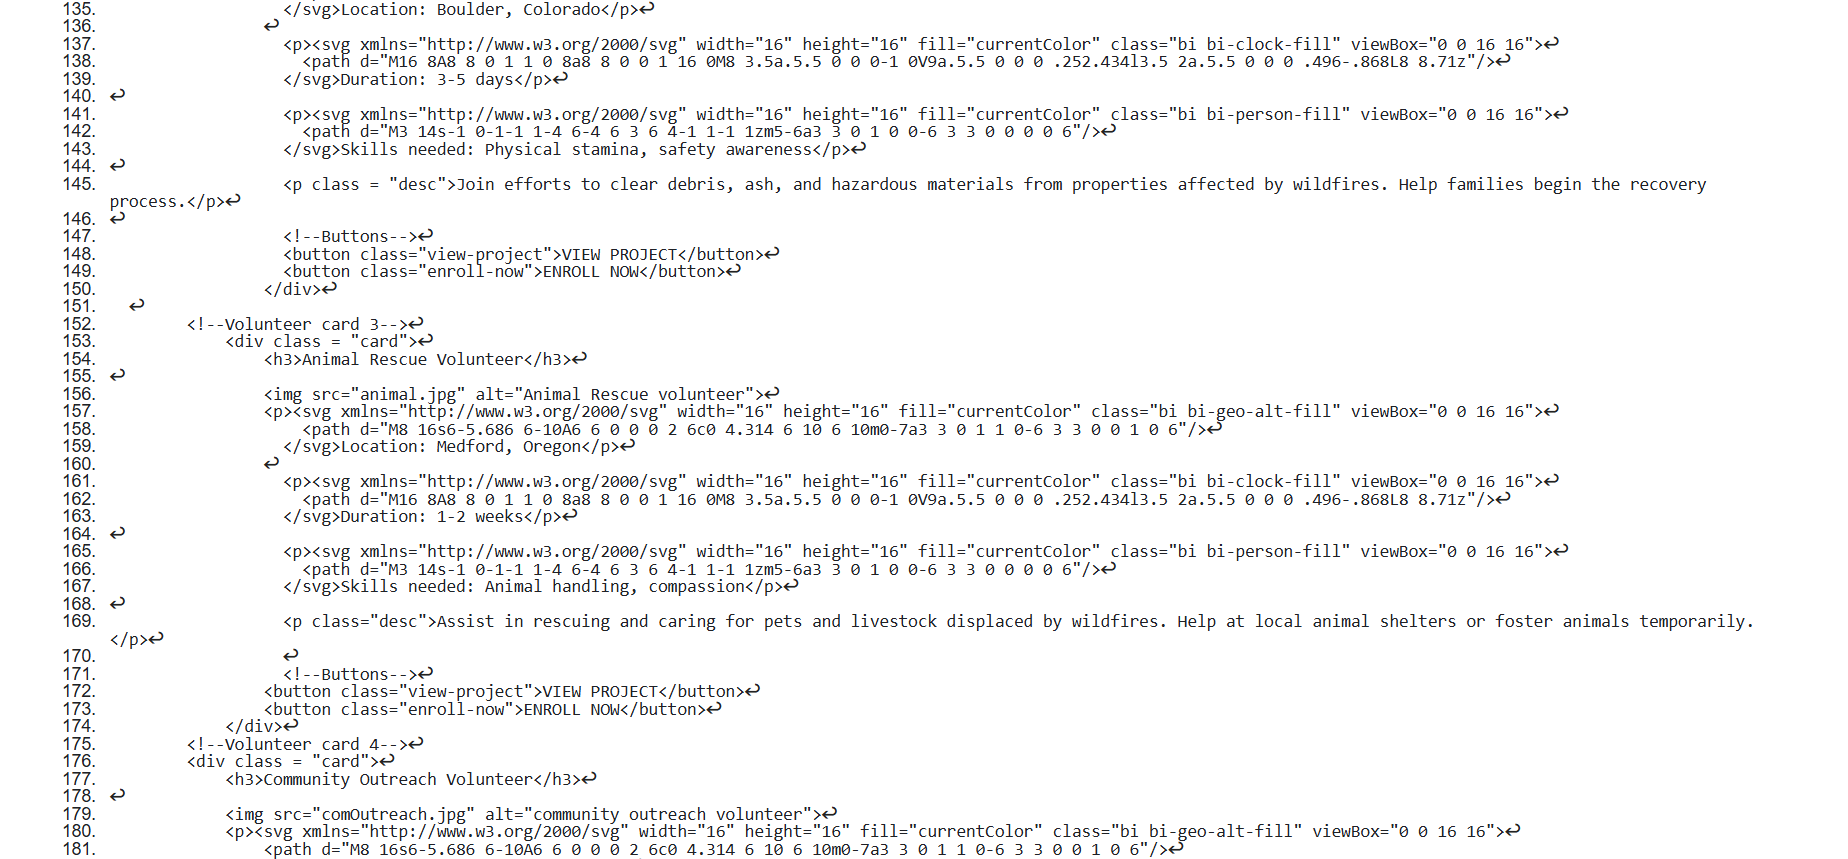 135. </svg>Location: Boulder, Colorado</p>↩
136. ↩
137. <p><svg xmlns="http://www.w3.org/2000/svg" width="16" height="16" fill="currentColor" class="bi bi-clock-fill" viewBox="0 0 16 16">↩
138. <path d="M16 8A8 8 0 1 1 0 8a8 8 0 0 1 16 0M8 3.5a.5.5 0 0 0-1 0V9a.5.5 0 0 0 .252.434l3.5 2a.5.5 0 0 0 .496-.868L8 8.71z"/>↩
139. </svg>Duration: 3-5 days</p>↩
140. ↩
141. <p><svg xmlns="http://www.w3.org/2000/svg" width="16" height="16" fill="currentColor" class="bi bi-person-fill" viewBox="0 0 16 16">↩
142. <path d="M3 14s-1 0-1-1 1-4 6-4 6 3 6 4-1 1-1 1zm5-6a3 3 0 1 0 0-6 3 3 0 0 0 0 6"/>↩
143. </svg>Skills needed: Physical stamina, safety awareness</p>↩
144. ↩
145. <p class = "desc">Join efforts to clear debris, ash, and hazardous materials from properties affected by wildfires. Help families begin the recovery
process.</p>↩
146. ↩
147. <!--Buttons-->↩
148. <button class="view-project">VIEW PROJECT</button>↩
149. <button class="enroll-now">ENROLL NOW</button>↩
150. </div>↩
151. ↩
152. <!--Volunteer card 3-->↩
153. <div class = "card">↩
154. <h3>Animal Rescue Volunteer</h3>↩
155. ↩
156. <img src="animal.jpg" alt="Animal Rescue volunteer">↩
157. <p><svg xmlns="http://www.w3.org/2000/svg" width="16" height="16" fill="currentColor" class="bi bi-geo-alt-fill" viewBox="0 0 16 16">↩
158. <path d="M8 16s6-5.686 6-10A6 6 0 0 0 2 6c0 4.314 6 10 6 10m0-7a3 3 0 1 1 0-6 3 3 0 0 1 0 6"/>↩
159. </svg>Location: Medford, Oregon</p>↩
160. ↩
161. <p><svg xmlns="http://www.w3.org/2000/svg" width="16" height="16" fill="currentColor" class="bi bi-clock-fill" viewBox="0 0 16 16">↩
162. <path d="M16 8A8 8 0 1 1 0 8a8 8 0 0 1 16 0M8 3.5a.5.5 0 0 0-1 0V9a.5.5 0 0 0 .252.434l3.5 2a.5.5 0 0 0 .496-.868L8 8.71z"/>↩
163. </svg>Duration: 1-2 weeks</p>↩
164. ↩
165. <p><svg xmlns="http://www.w3.org/2000/svg" width="16" height="16" fill="currentColor" class="bi bi-person-fill" viewBox="0 0 16 16">↩
166. <path d="M3 14s-1 0-1-1 1-4 6-4 6 3 6 4-1 1-1 1zm5-6a3 3 0 1 0 0-6 3 3 0 0 0 0 6"/>↩
167. </svg>Skills needed: Animal handling, compassion</p>↩
168. ↩
169. <p class="desc">Assist in rescuing and caring for pets and livestock displaced by wildfires. Help at local animal shelters or foster animals temporarily.
</p>↩
170. ↩
171. <!--Buttons-->↩
172. <button class="view-project">VIEW PROJECT</button>↩
173. <button class="enroll-now">ENROLL NOW</button>↩
174. </div>↩
175. <!--Volunteer card 4-->↩
176. <div class = "card">↩
177. <h3>Community Outreach Volunteer</h3>↩
178. ↩
179. <img src="comOutreach.jpg" alt="community outreach volunteer">↩
180. <p><svg xmlns="http://www.w3.org/2000/svg" width="16" height="16" fill="currentColor" class="bi bi-geo-alt-fill" viewBox="0 0 16 16">↩
181. <path d="M8 16s6-5.686 6-10A6 6 0 0 0 2 6c0 4.314 6 10 6 10m0-7a3 3 0 1 1 0-6 3 3 0 0 1 0 6"/>↩